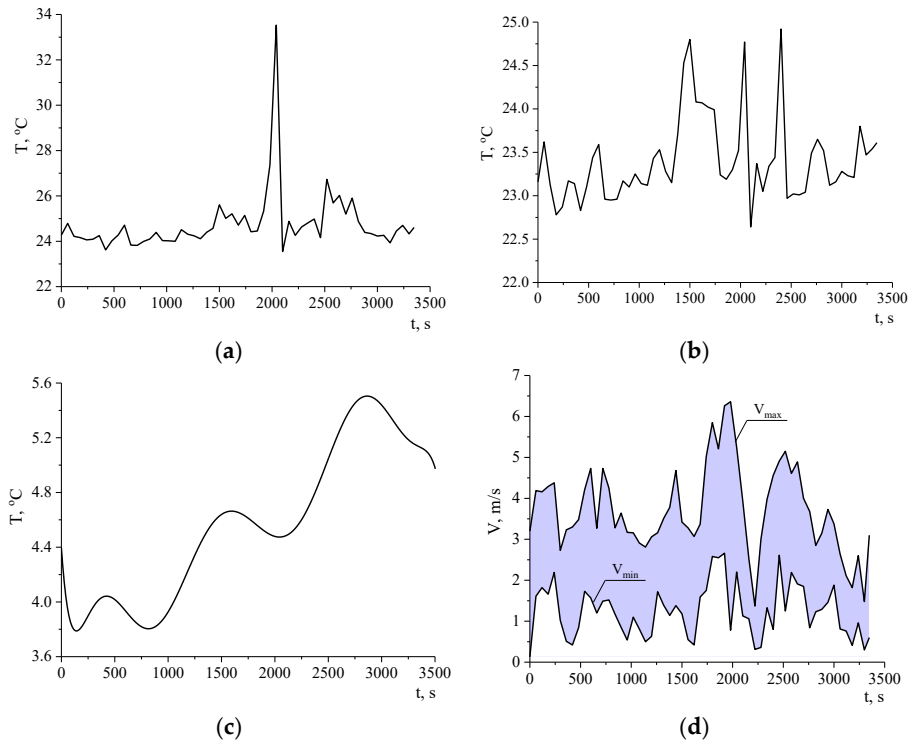 34
32
30
28
26
24
22
T, ºC
0 500 1000 1500 2000 2500 3000 3500
t, s
(a)
25.0
24.5
24.0
23.5
23.0
22.5
22.0
T, ºC
0 500 1000 1500 2000 2500 3000 3500
t, s
(b)
5.6
5.2
4.8
4.4
4.0
3.6
T, ºC
0 500 1000 1500 2000 2500 3000 3500
t, s
(c)
7
6
5
4
3
2
1
0
V, m/s
Vmax
Vmin
0 500 1000 1500 2000 2500 3000 3500
t, s
(d)